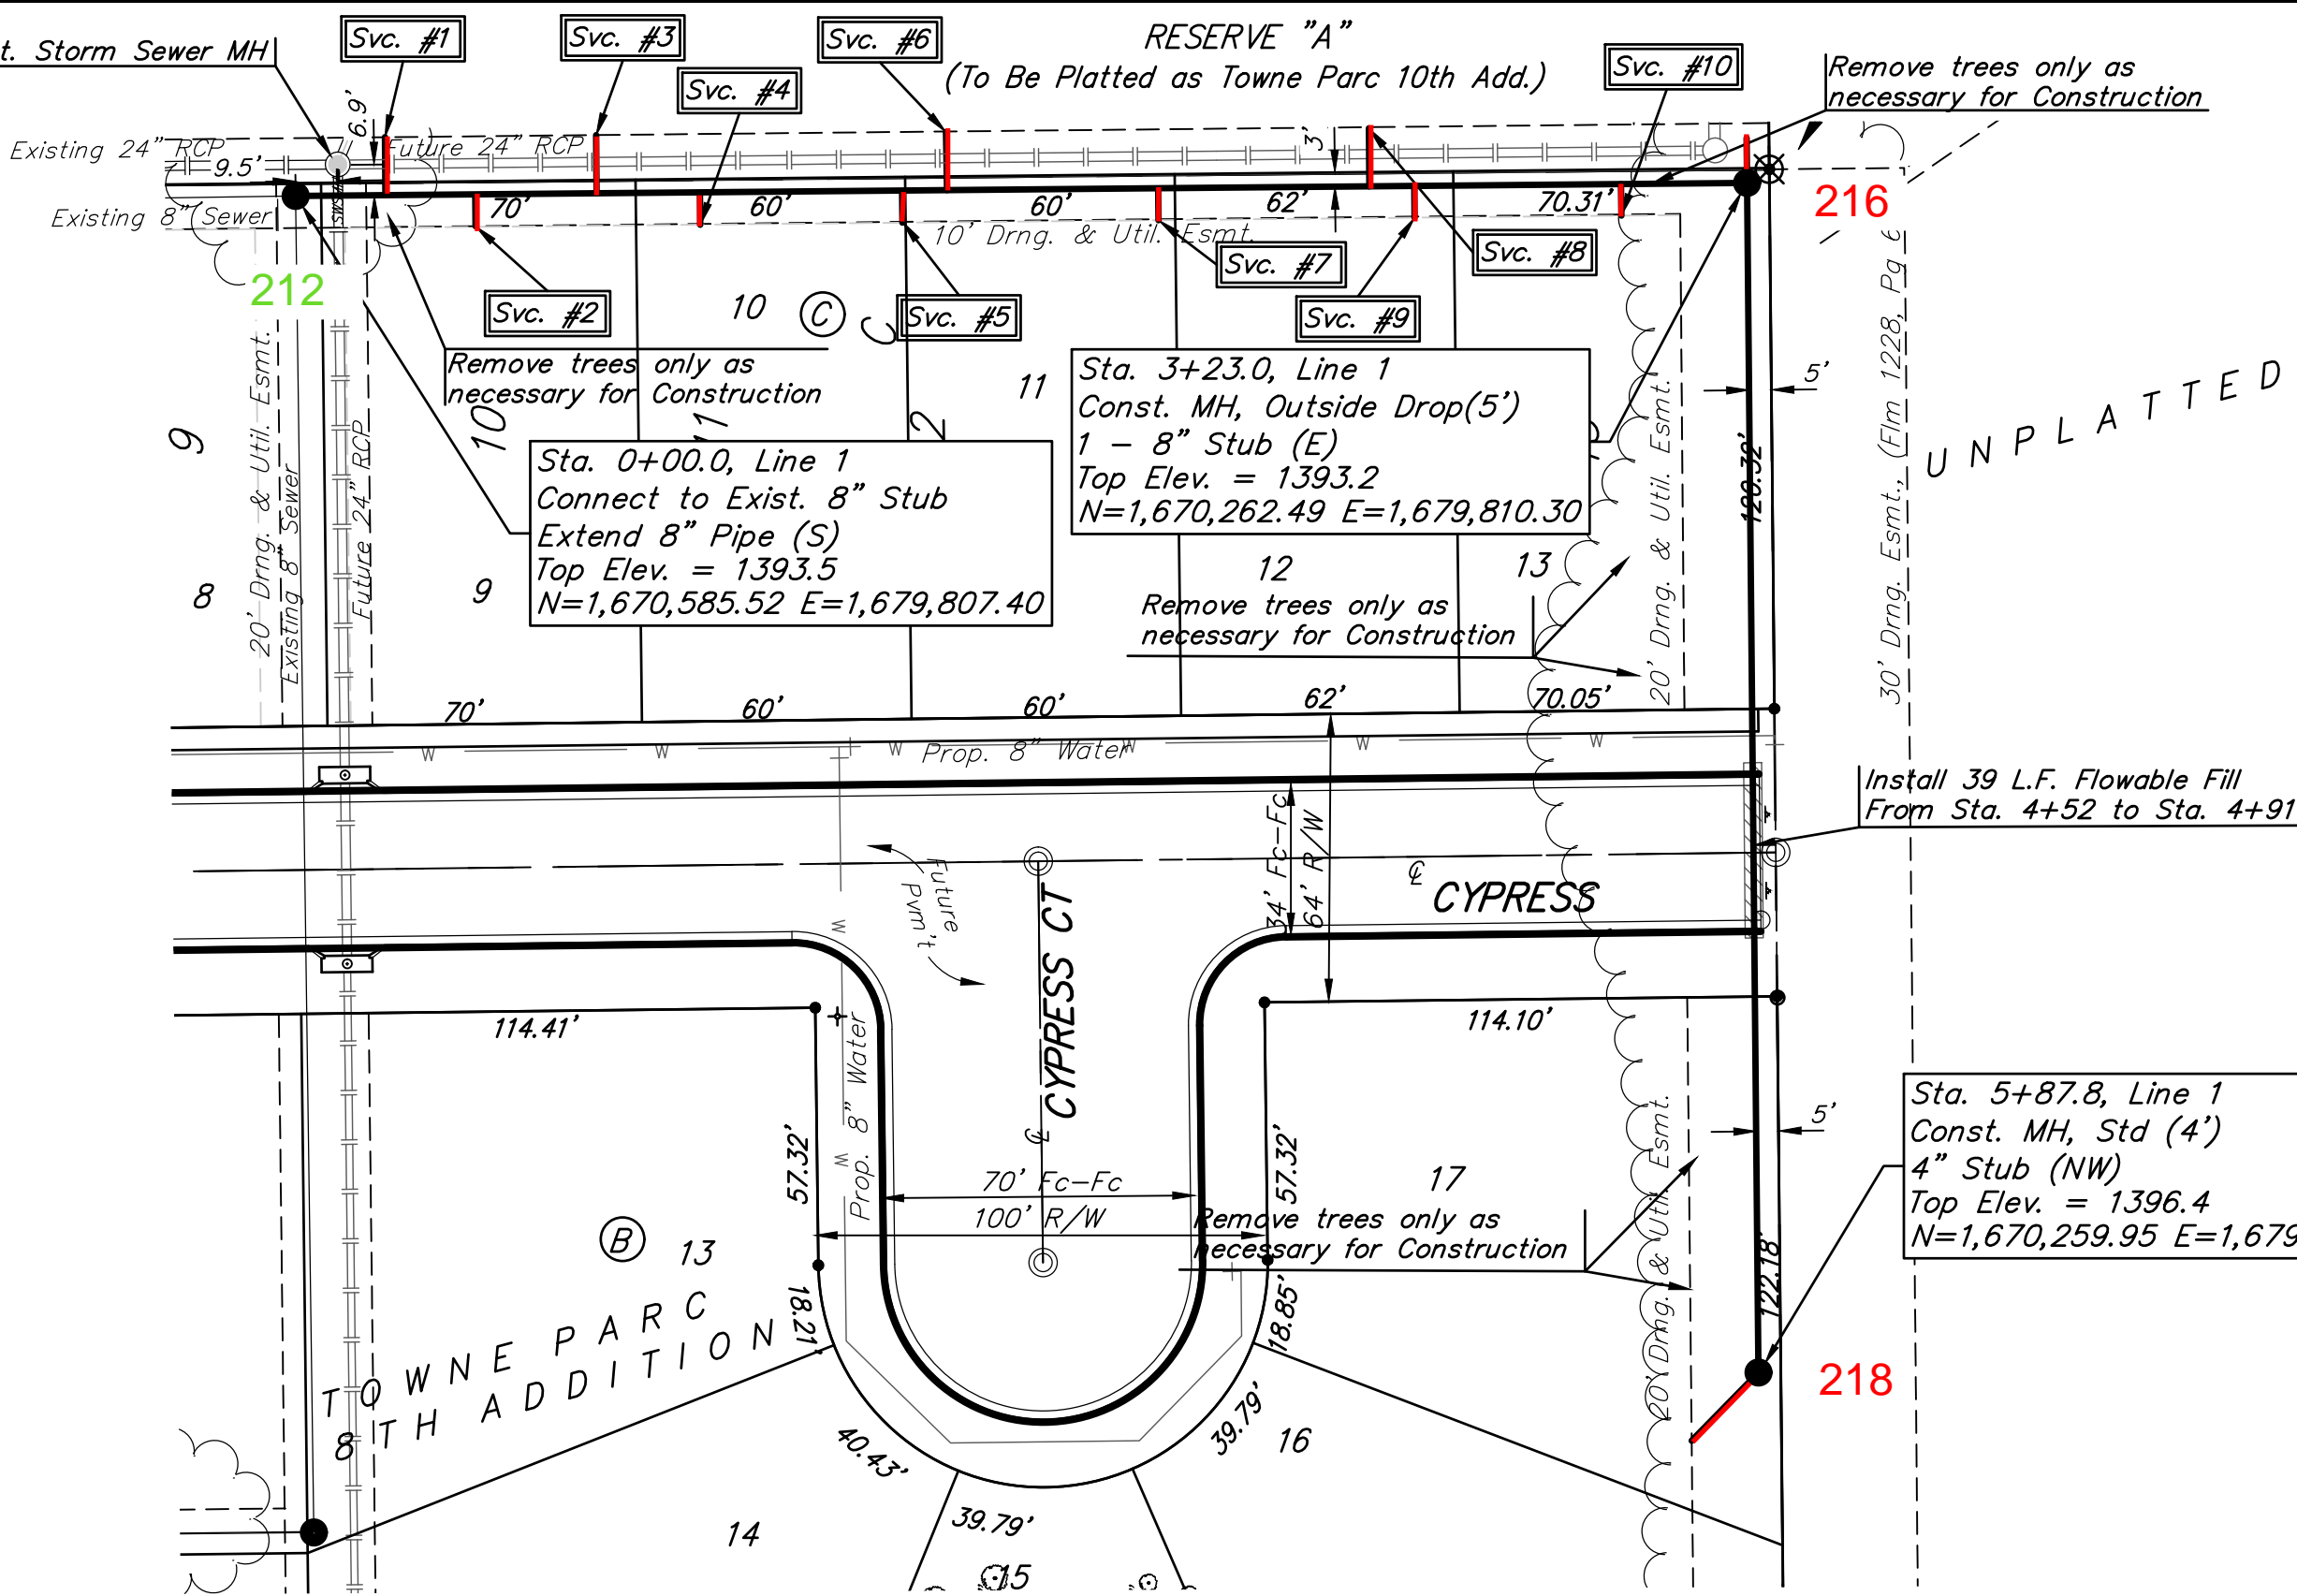 t. Storm Sewer MH
Svc. #1
Svc. #3
Svc. #4
Svc. #6
RESERVE "A"
(To Be Platted as Towne Parc 10th Add.)
Svc. #10
Remove trees only as
necessary for Construction
6.9'
3'
Existing 24" RCP
Future 24" RCP
9.5'
Existing 8" Sewer
70'
60'
60'
62'
70.31'
216
10' Drng. & Util. Esmt.
212
Svc. #2
Svc. #5
Svc. #7
Svc. #9
Svc. #8
10
C
C
Remove trees only as
necessary for Construction
11
10
1
2
9
8
9
Sta. 0+00.0, Line 1
Connect to Exist. 8" Stub
Extend 8" Pipe (S)
Top Elev. = 1393.5
N=1,670,585.52 E=1,679,807.40
Sta. 3+23.0, Line 1
Const. MH, Outside Drop(5')
1 - 8" Stub (E)
Top Elev. = 1393.2
N=1,670,262.49 E=1,679,810.30
5'
120.32'
UNPLATTED
30' Drng. Esmt., (Flm 1228, Pg 6
20' Drng. & Util. Esmt.
Existing 8" Sewer
Future 24" RCP
20' Drng. & Util. Esmt.
12
13
Remove trees only as
necessary for Construction
70'
60'
60'
62'
70.05'
W
W
W
W
W
W
Prop. 8" Water
Install 39 L.F. Flowable Fill
From Sta. 4+52 to Sta. 4+91
34' Fc-Fc
64' R/W
Future
pvm't.
CYPRESS
CYPRESS CT
W
W
114.41'
114.10'
Prop. 8" Water
57.32'
57.32'
5'
Sta. 5+87.8, Line 1
Const. MH, Std (4')
4" Stub (NW)
Top Elev. = 1396.4
N=1,670,259.95 E=1,679
70' Fc-Fc
100' R/W
17
Remove trees only as
necessary for Construction
20' Drng. & Util. Esmt.
122.18'
B
13
TOWNE PARC
8TH ADDITION
18.21'
18.85'
218
40.43'
39.79'
16
14
39.79'
15